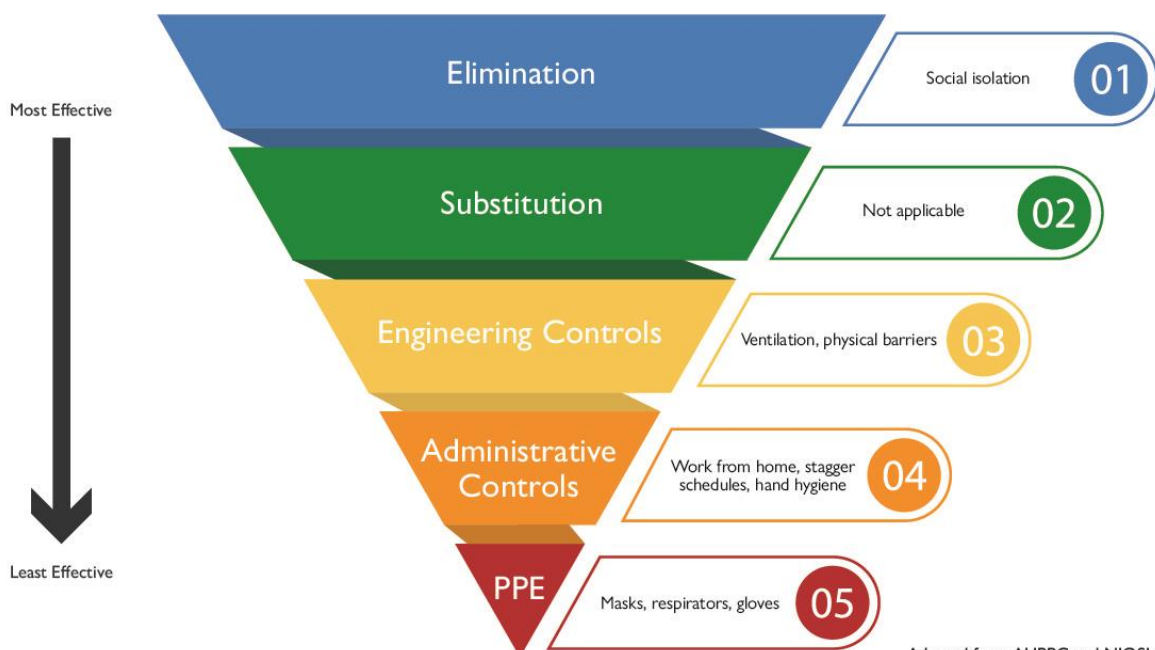 Elimination
Social isolation
01
Most Effective
Substitution
Not applicable
02
Engineering Controls
Ventilation, physical barriers
03
Administrative
Controls
Work from home, stagger
schedules, hand hygiene
04
Least Effective
PPE
Masks, respirators, gloves
05